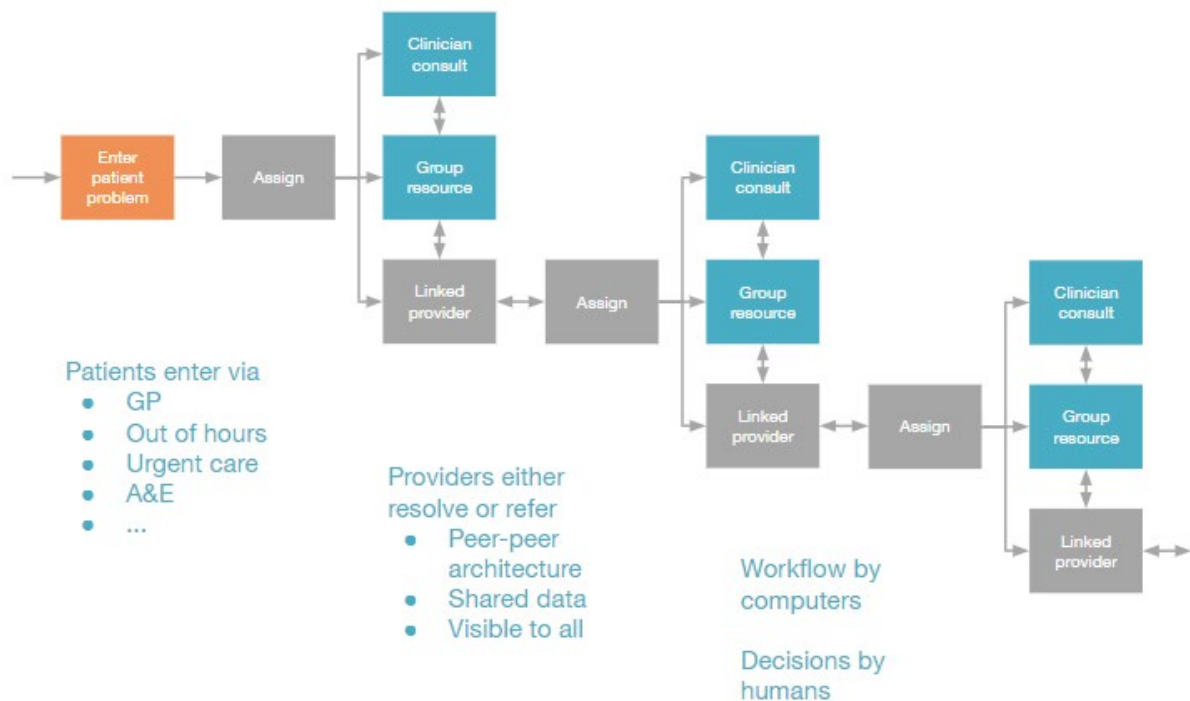 Clinician
consult
Enter
patient
problem
Assign
Group
resource
Linked
provider
Assign
Clinician
consult
Group
resource
Linked
provider
Assign
Clinician
consult
Group
resource
Linked
provider
Patients enter via
● GP
● Out of hours
● Urgent care
● A&E
● ...
Providers either
resolve or refer
● Peer-peer
architecture
● Shared data
● Visible to all
Workflow by
computers
Decisions by
humans